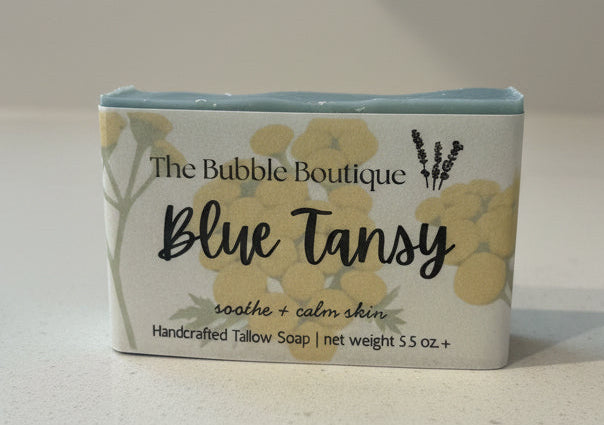 The Bubble Boutique
Blue Tansy
soothe + calm skin
Handcrafted Tallow Soap | net weight 5.5 oz.+